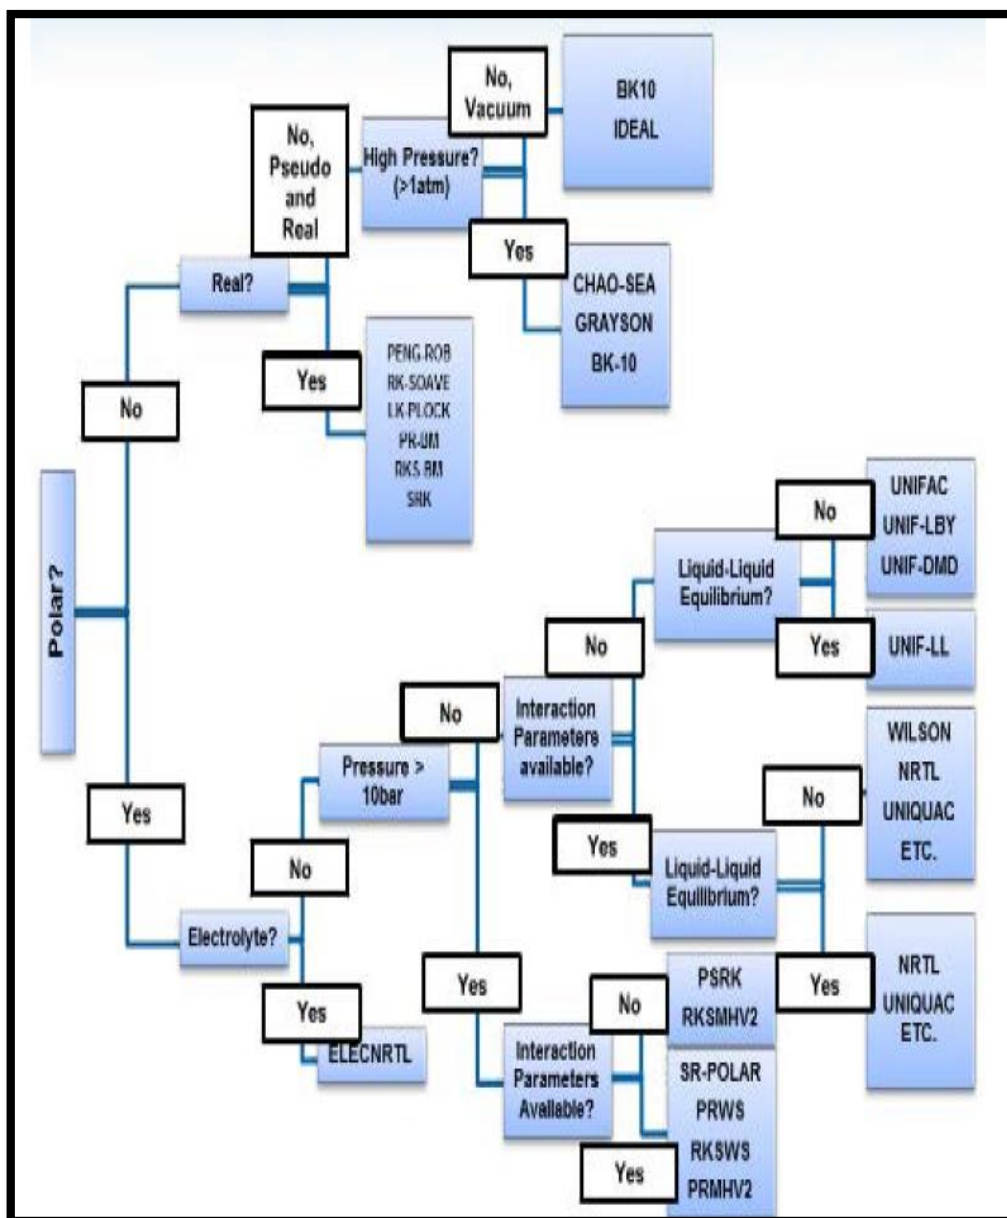 No,
Vacuum
BK10
IDEAL
No,
Pseudo
and
Real
High Pressure?
(>1atm)
Yes
Real?
CHAO-SEA
GRAYSON
BK-10
PENG-ROB
RK-SOAVE
LK-PLOCK
PR-BM
RKS-BM
SRK
Yes
No
Polar?
UNIFAC
UNIF-LBY
UNIF-DMD
No
Liquid-Liquid
Equilibrium?
Yes
UNIF-LL
No
Interaction
Parameters
available?
No
Pressure >
10bar
WILSON
NRTL
UNIQUAC
ETC.
No
Yes
Yes
No
Liquid-Liquid
Equilibrium?
Electrolyte?
Yes
ELECNRTL
Yes
No
PSRK
RKSMHV2
Yes
NRTL
UNIQUAC
ETC.
Interaction
Parameters
Available?
SR-POLAR
PRWS
RKSWS
PRMHV2
Yes